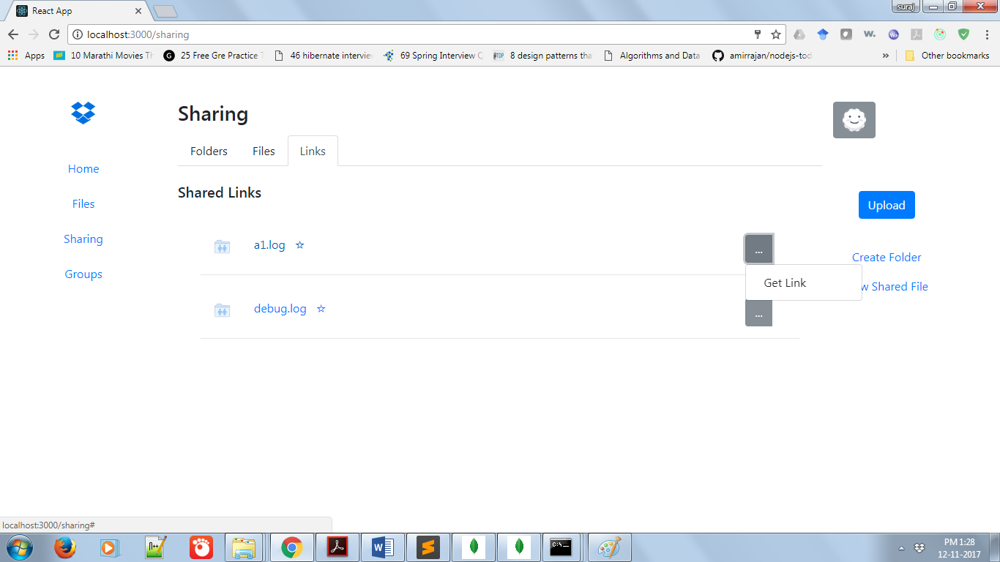 React App
suraj
localhost:3000/sharing
Apps
10 Marathi Movies
25 Free Gre Practice
46 hibernate intervie
69 Spring Interview
8 design patterns tha
Algorithms and Data
amirrajan/nodejs-tod
»
Other bookmarks
Sharing
Folders
Files
Links
Home
Files
Sharing
Groups
Shared Links
a1.log
...
Get Link
debug.log
...
Upload
Create Folder
w Shared File
localhost:3000/sharing#
PM 1:28
12-11-2017